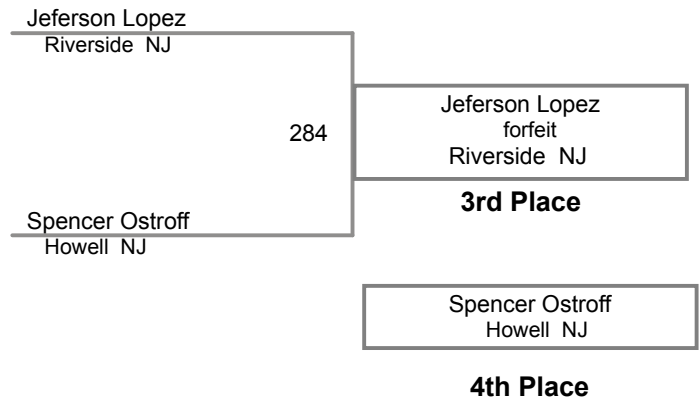 Jeferson Lopez
Riverside NJ
284
Jeferson Lopez
forfeit
Riverside NJ
3rd Place
Spencer Ostroff
Howell NJ
Spencer Ostroff
Howell NJ
4th Place